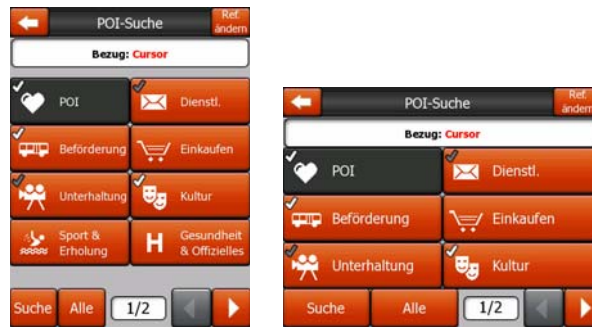 POI-Suche
Ref.
ändern
Bezug: Cursor
POI
Dienstl.
Beförderung
Einkaufen
Unterhaltung
Kultur
Sport &
Erholung
H
Gesundheit
& Offizielles
Suche
Alle
1/2
POI-Suche
Ref.
ändern
Bezug: Cursor
POI
Dienstl.
Beförderung
Einkaufen
Unterhaltung
Kultur
Suche
Alle
1/2